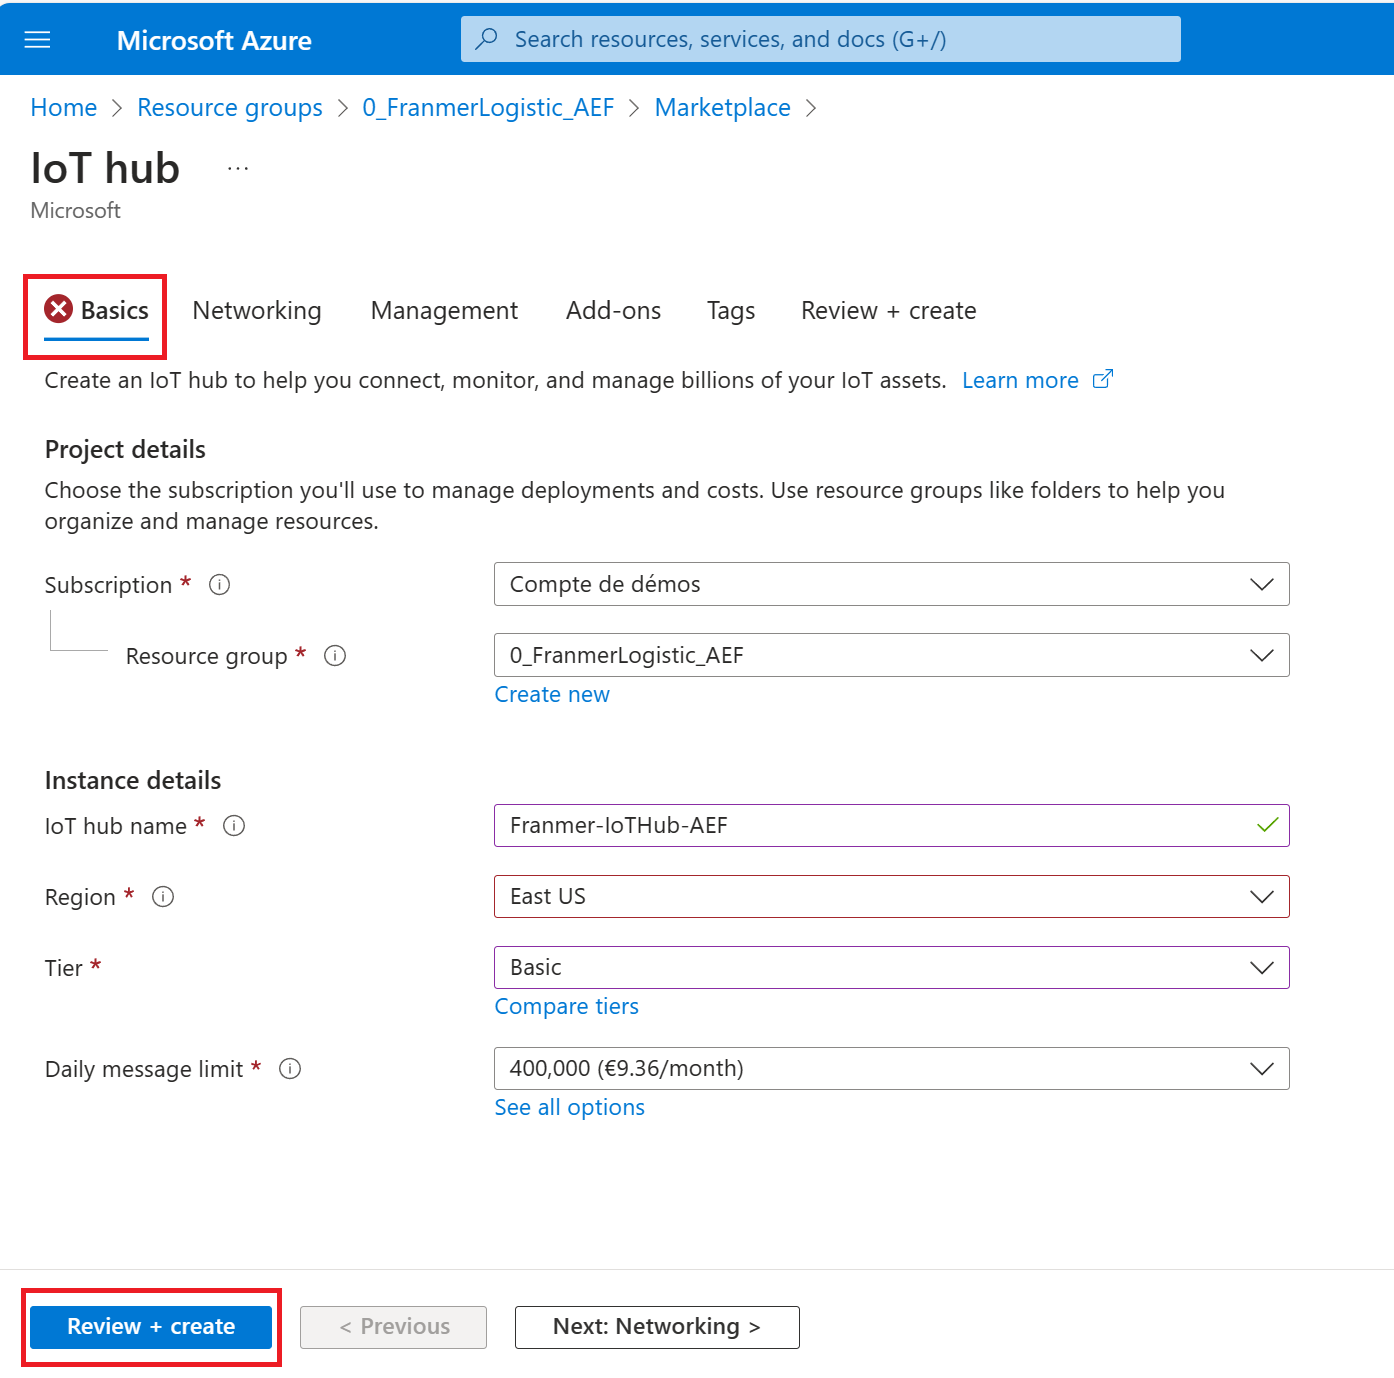 Microsoft Azure
Search resources, services, and docs (G+/)
Home > Resource groups > 0_FranmerLogistic_AEF > Marketplace >
IoT hub ...
Microsoft
Basics Networking Management Add-ons Tags Review + create
Create an IoT hub to help you connect, monitor, and manage billions of your IoT assets. Learn more
Project details
Choose the subscription you'll use to manage deployments and costs. Use resource groups like folders to help you
organize and manage resources.
Subscription * Compte de démos
Resource group * 0_FranmerLogistic_AEF
Create new
Instance details
IoT hub name * Franmer-IoTHub-AEF
Region * East US
Tier * Basic
Compare tiers
Daily message limit * 400,000 (€9.36/month)
See all options
Review + create < Previous Next: Networking >